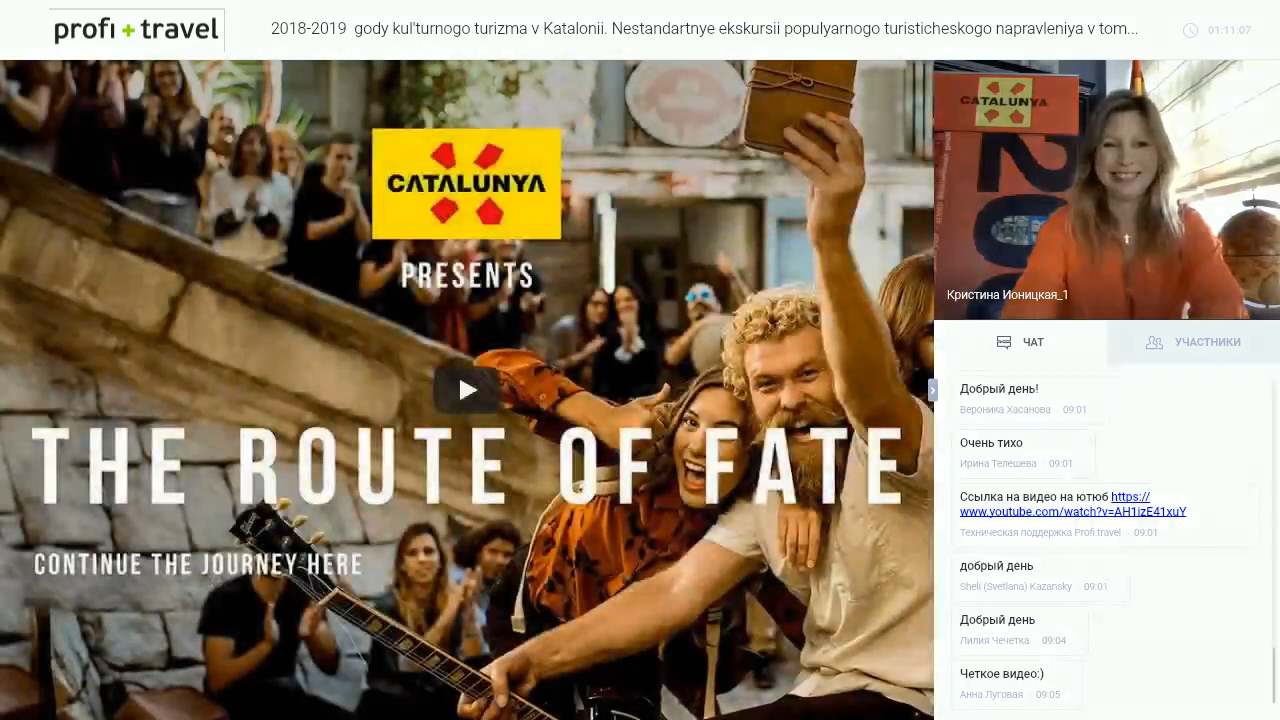 profi + travel
2018-2019 gody kul'turnogo turizma v Katalonii. Nestandartnye ekskursii populyarnogo turisticheskogo napravleniya v tom...
01:11:07
CATALUNYA
PRESENTS
THE ROUTE OF FATE
CONTINUE THE JOURNEY HERE
CATALUNYA
Кристина Ионицкая_1
ЧАТ
УЧАСТНИКИ
Добрый день!
Вероника Хасанова 09:01
Очень тихо
Ирина Телешева 09:01
Ссылка на видео на ютюб https://
www.youtube.com/watch?v=AH1izE41xuY
Техническая поддержка Profi.travel 09:01
добрый день
Sheli (Svetlana) Kazansky 09:01
Добрый день
Лилия Чечетка 09:04
Четкое видео:)
Анна Луговая 09:05